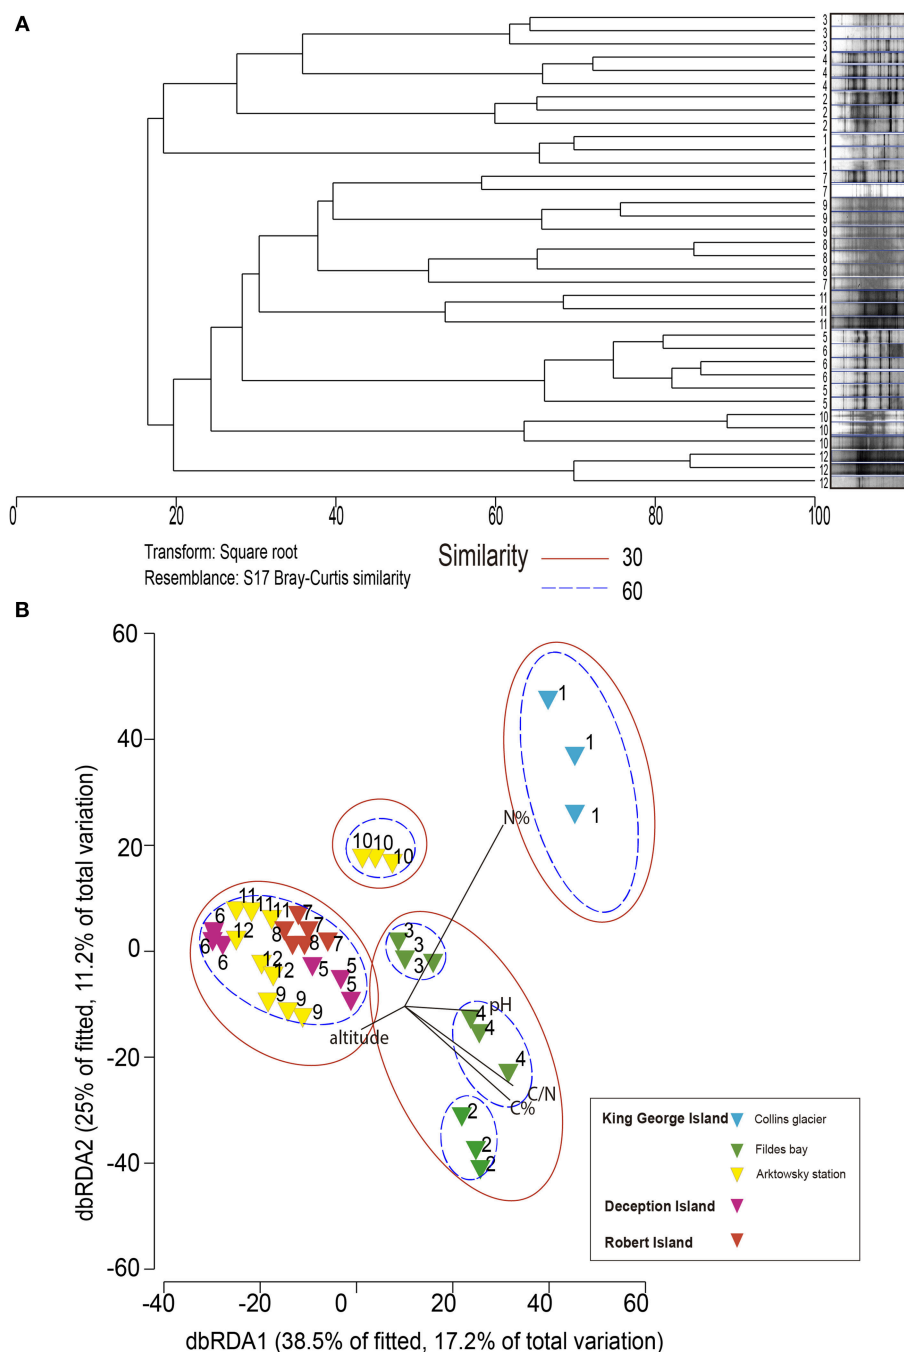 A
3
3
3
4
4
4
2
2
2
1
1
1
7
7
9
9
9
8
8
8
7
11
11
11
5
6
6
6
5
5
10
10
10
12
12
12
0 20 40 60 80 100
Transform: Square root
Resemblance: S17 Bray-Curtis similarity
Similarity
30
60
B
60
40
20
0
-20
-40
-60
dbRDA2 (25% of fitted, 11.2% of total variation)
1
1
1
N%
10 10 10
11 11 11 7
6 12 8 8 7 7
6 6 12 12 5 5 5
9 9 9
3 3 3
altitude
pH
4 4
4
C/N
C%
2
2
2
King George Island Collins glacier
Fildes bay
Arktowsky station
Deception Island
Robert Island
-40 -20 0 20 40 60
dbRDA1 (38.5% of fitted, 17.2% of total variation)